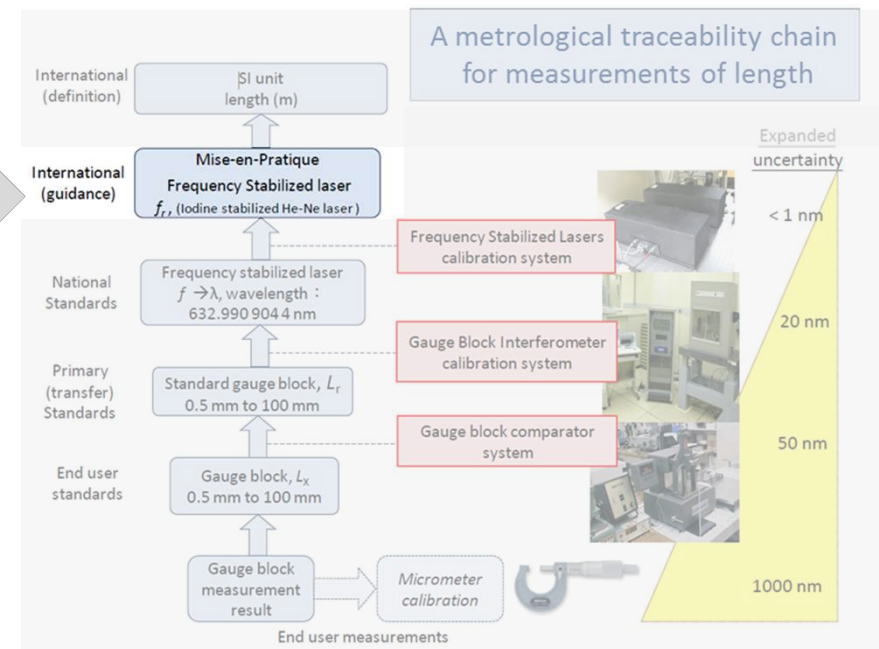 A metrological traceability chain
for measurements of length
International
(definition)
SI unit
length (m)
International
(guidance)
Mise-en-Pratique
Frequency Stabilized laser
fr, (Iodine stabilized He-Ne laser)
Expanded
uncertainty
< 1 nm
Frequency Stabilized Lasers
calibration system
National
Standards
Frequency stabilized laser
f →λ, wavelength :
632.990 904 4 nm
20 nm
Gauge Block Interferometer
calibration system
Primary
(transfer)
Standards
Standard gauge block, Lr
0.5 mm to 100 mm
Gauge block comparator
system
50 nm
End user
standards
Gauge block, Lx
0.5 mm to 100 mm
Gauge block
measurement
result
Micrometer
calibration
1000 nm
End user measurements